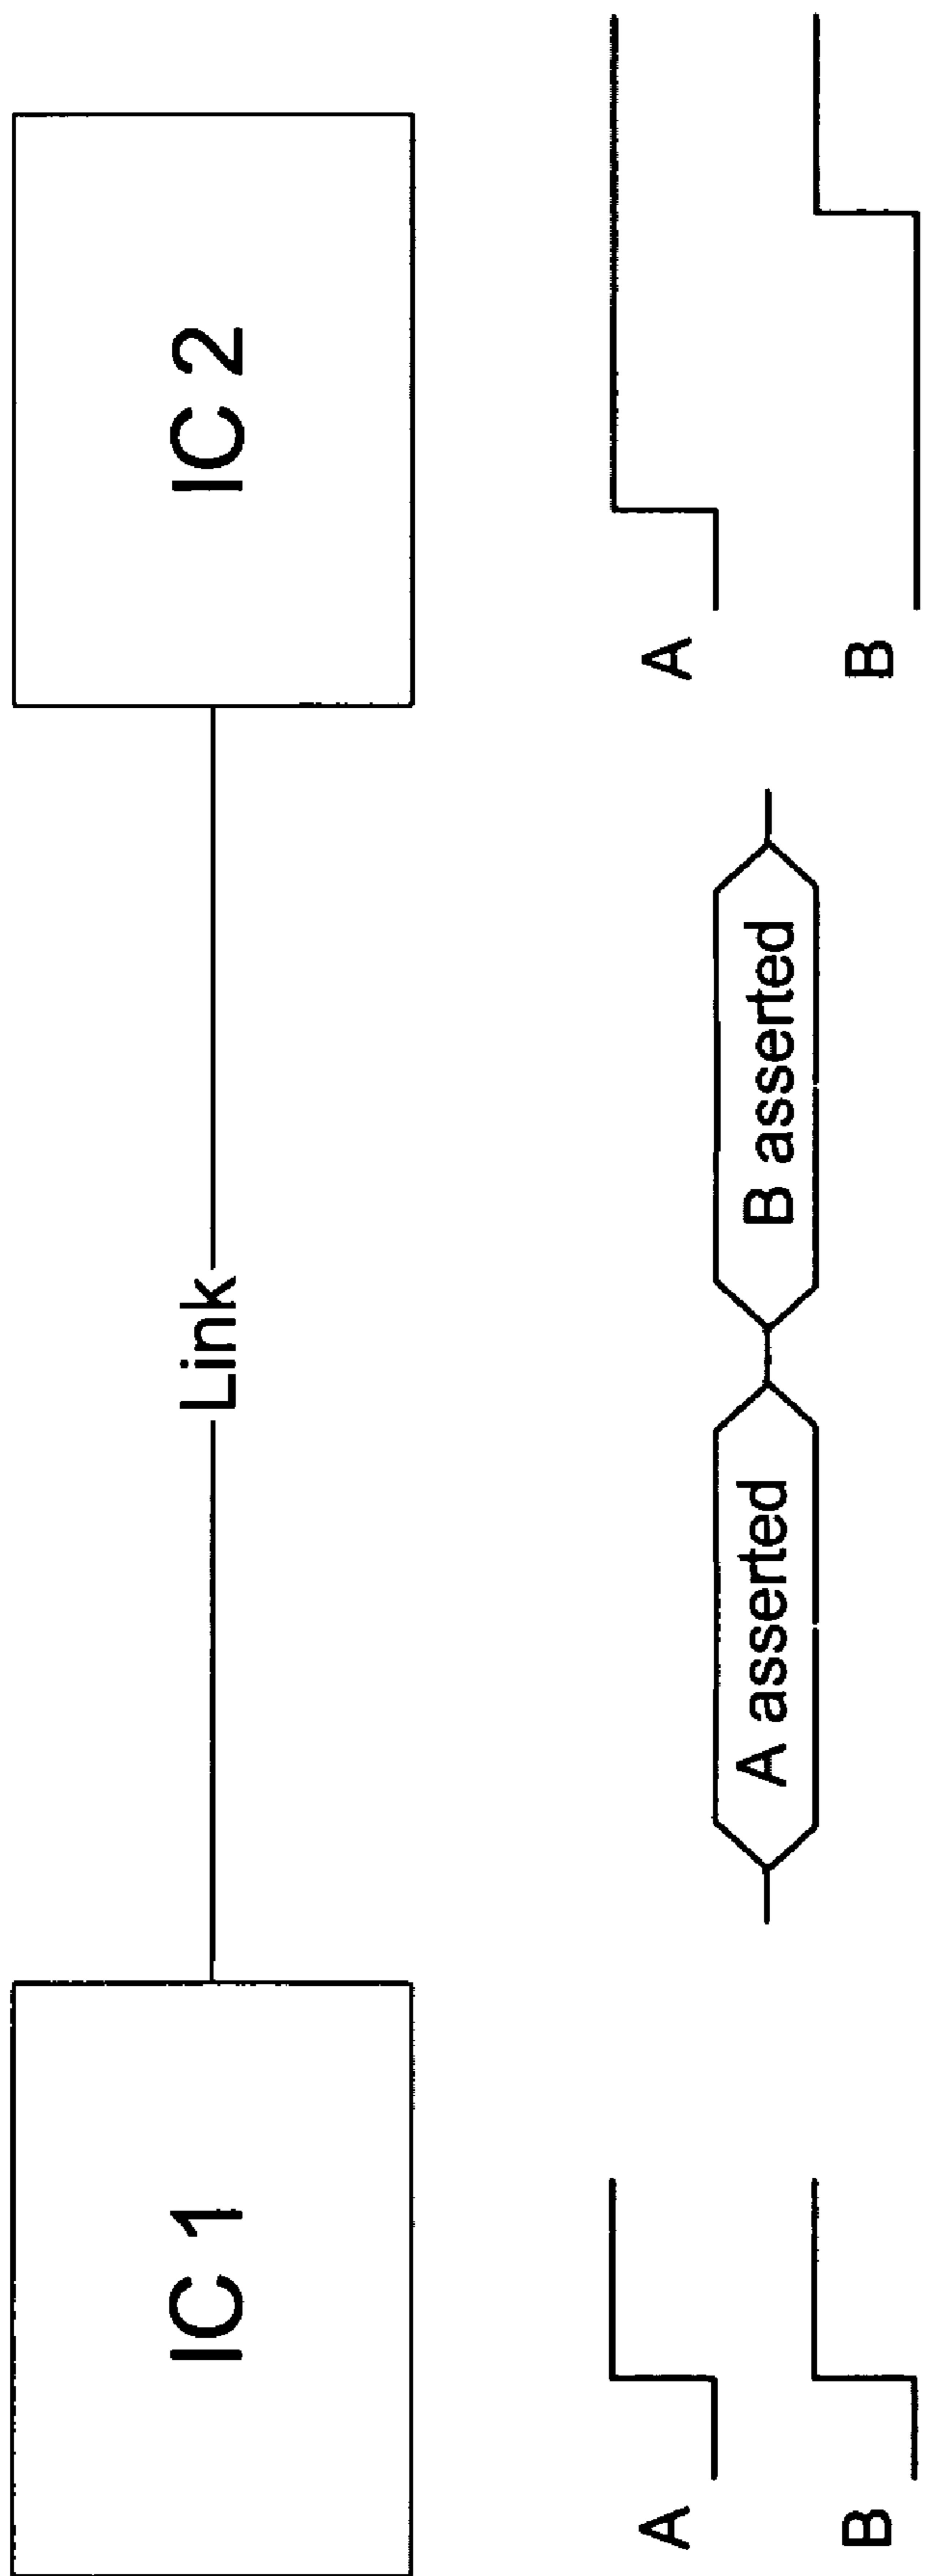 IC 1
Link
IC 2
A
B
A asserted
B asserted
A
B